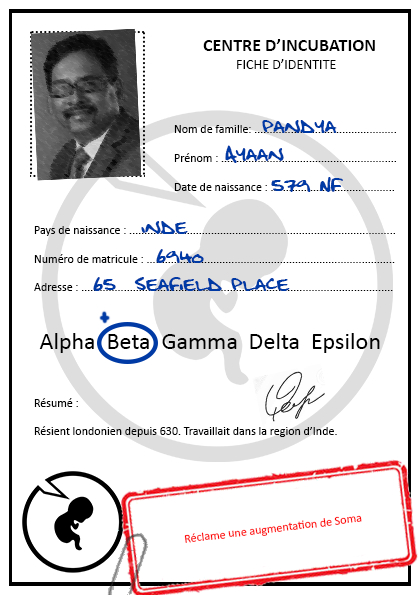 CENTRE D'INCUBATION
FICHE D'IDENTITE
Nom de famille: PANDYA
Prénom : AYAAN
Date de naissance : 579 NF
Pays de naissance : INDE
Numéro de matricule : 6940
Adresse : 65 SEAFIELD PLACE
+
Alpha Beta Gamma Delta Epsilon
Résumé :
Résient londonien depuis 630. Travaillait dans la region d'Inde.
Réclame une augmentation de Soma